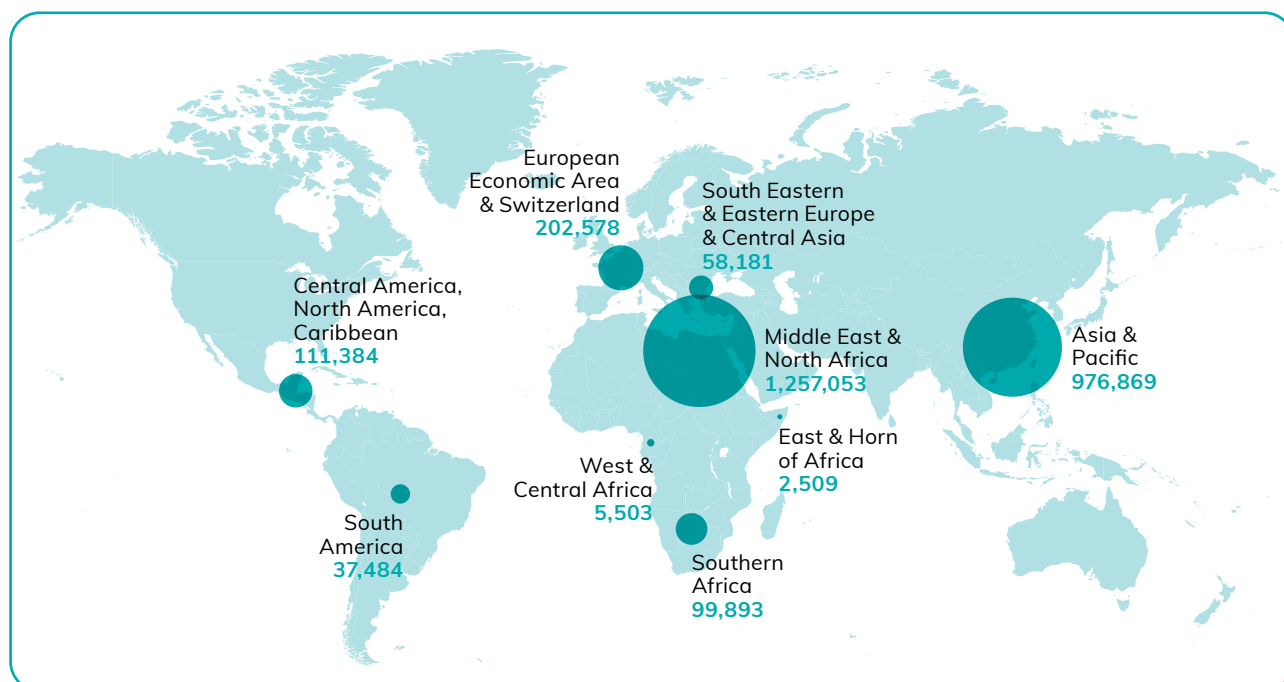 European
Economic Area
& Switzerland
202,578
South Eastern
& Eastern Europe
& Central Asia
58,181
Central America,
North America,
Caribbean
111,384
Middle East &
North Africa
1,257,053
Asia &
Pacific
976,869
East & Horn
of Africa
2,509
West &
Central Africa
5,503
South
America
37,484
Southern
Africa
99,893